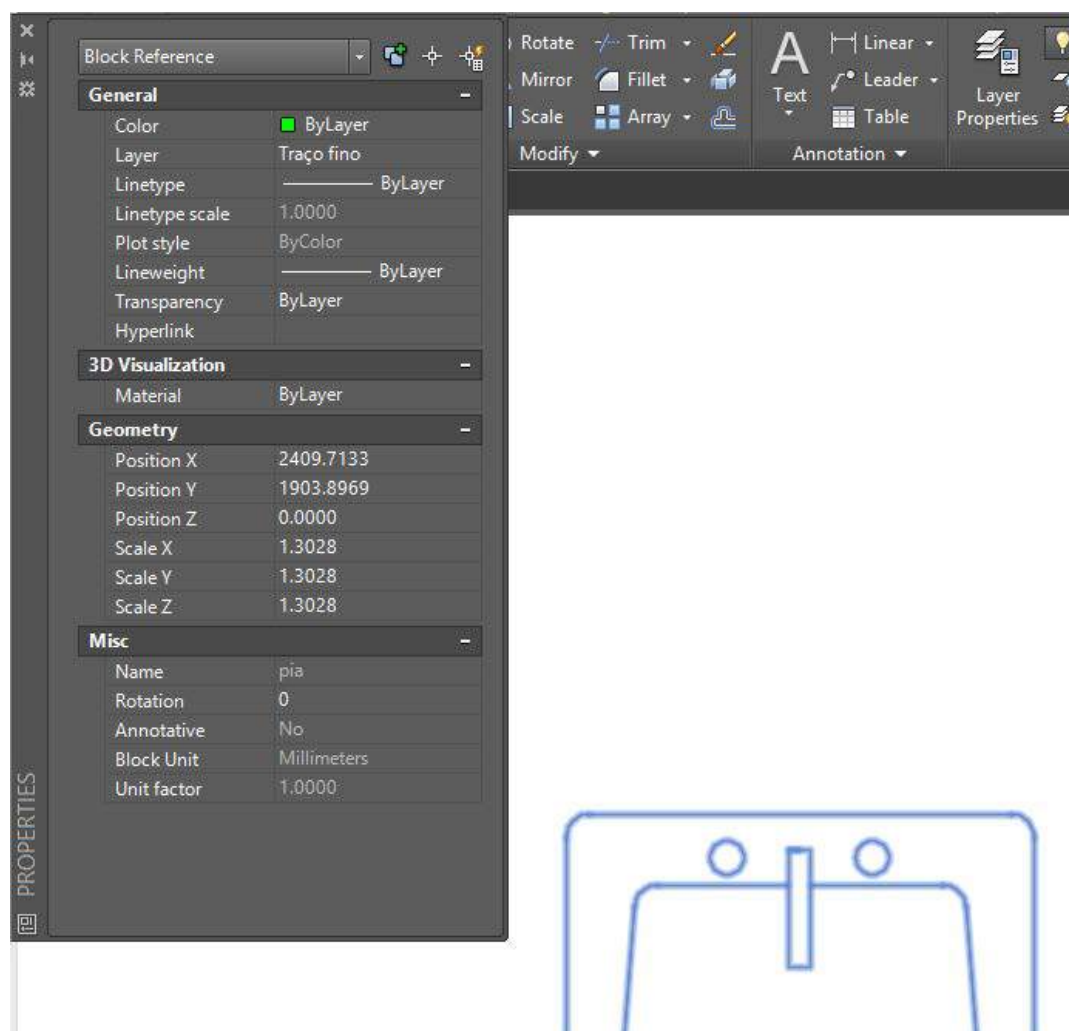 Block Reference
General
Color ByLayer
Layer Traço fino
Linetype ByLayer
Linetype scale 1.0000
Plot style ByColor
Lineweight ByLayer
Transparency ByLayer
Hyperlink
3D Visualization
Material ByLayer
Geometry
Position X 2409.7133
Position Y 1903.8969
Position Z 0.0000
Scale X 1.3028
Scale Y 1.3028
Scale Z 1.3028
Misc
Name pia
Rotation 0
Annotative No
Block Unit Millimeters
Unit factor 1.0000
PROPERTIES
Rotate Trim
Mirror Fillet
Scale Array
Modify
Text
Linear
Leader
Table
Annotation
Layer
Properties